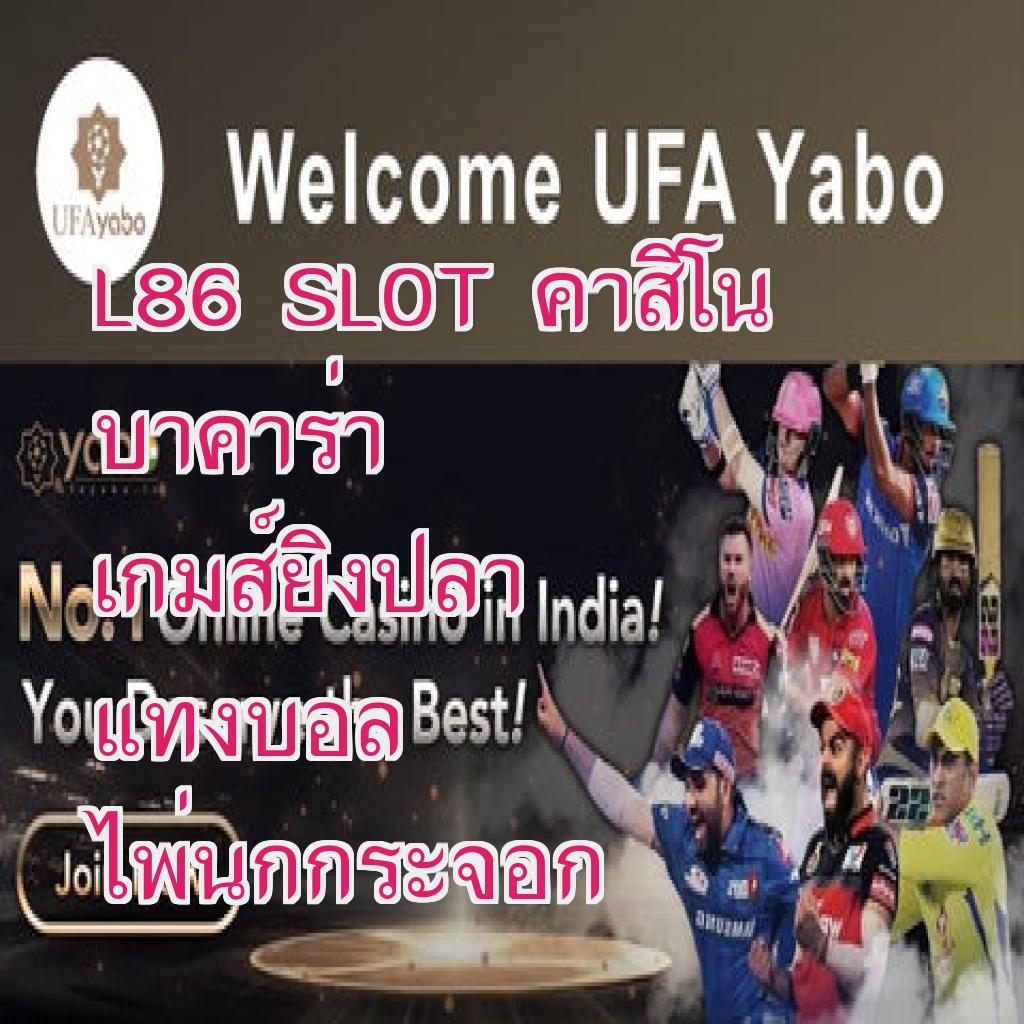 UFAyabo
Welcome UFA Yabo
L86 SLOT คาสิโน
บาคาร่า
เกมส์ยิงปลา
No.1 Online Casino in India!
แทงบอล
You Best!
ไพ่นกกระจอก
22